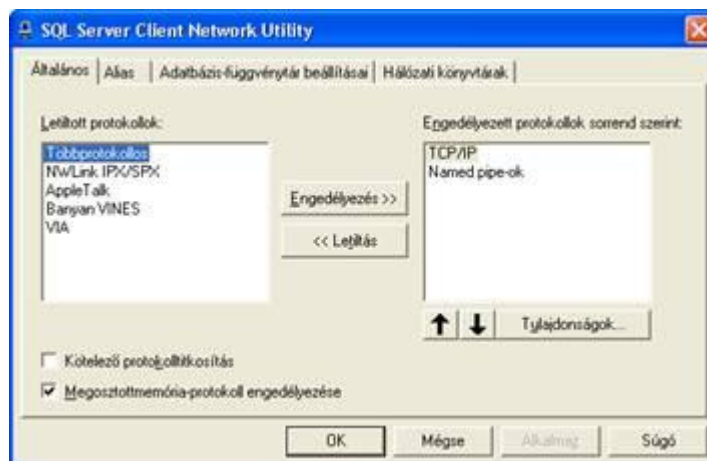 SQL Server Client Network Utility
Általános
Alias
Adatbázis-függvénytár beállításai
Hálózati könyvtárak
Letiltott protokollok:
Többprotokollos
NWLink IPX/SPX
AppleTalk
Banyan VINES
VIA
Engedélyezés >>
<< Letiltás
Engedélyezett protokollok sorrend szerint:
TCP/IP
Named pipe-ok
Tulajdonságok...
Kötelező protokolltitkosítás
Megosztottmemória-protokoll engedélyezése
OK
Mégse
Alkalmaz
Súgó